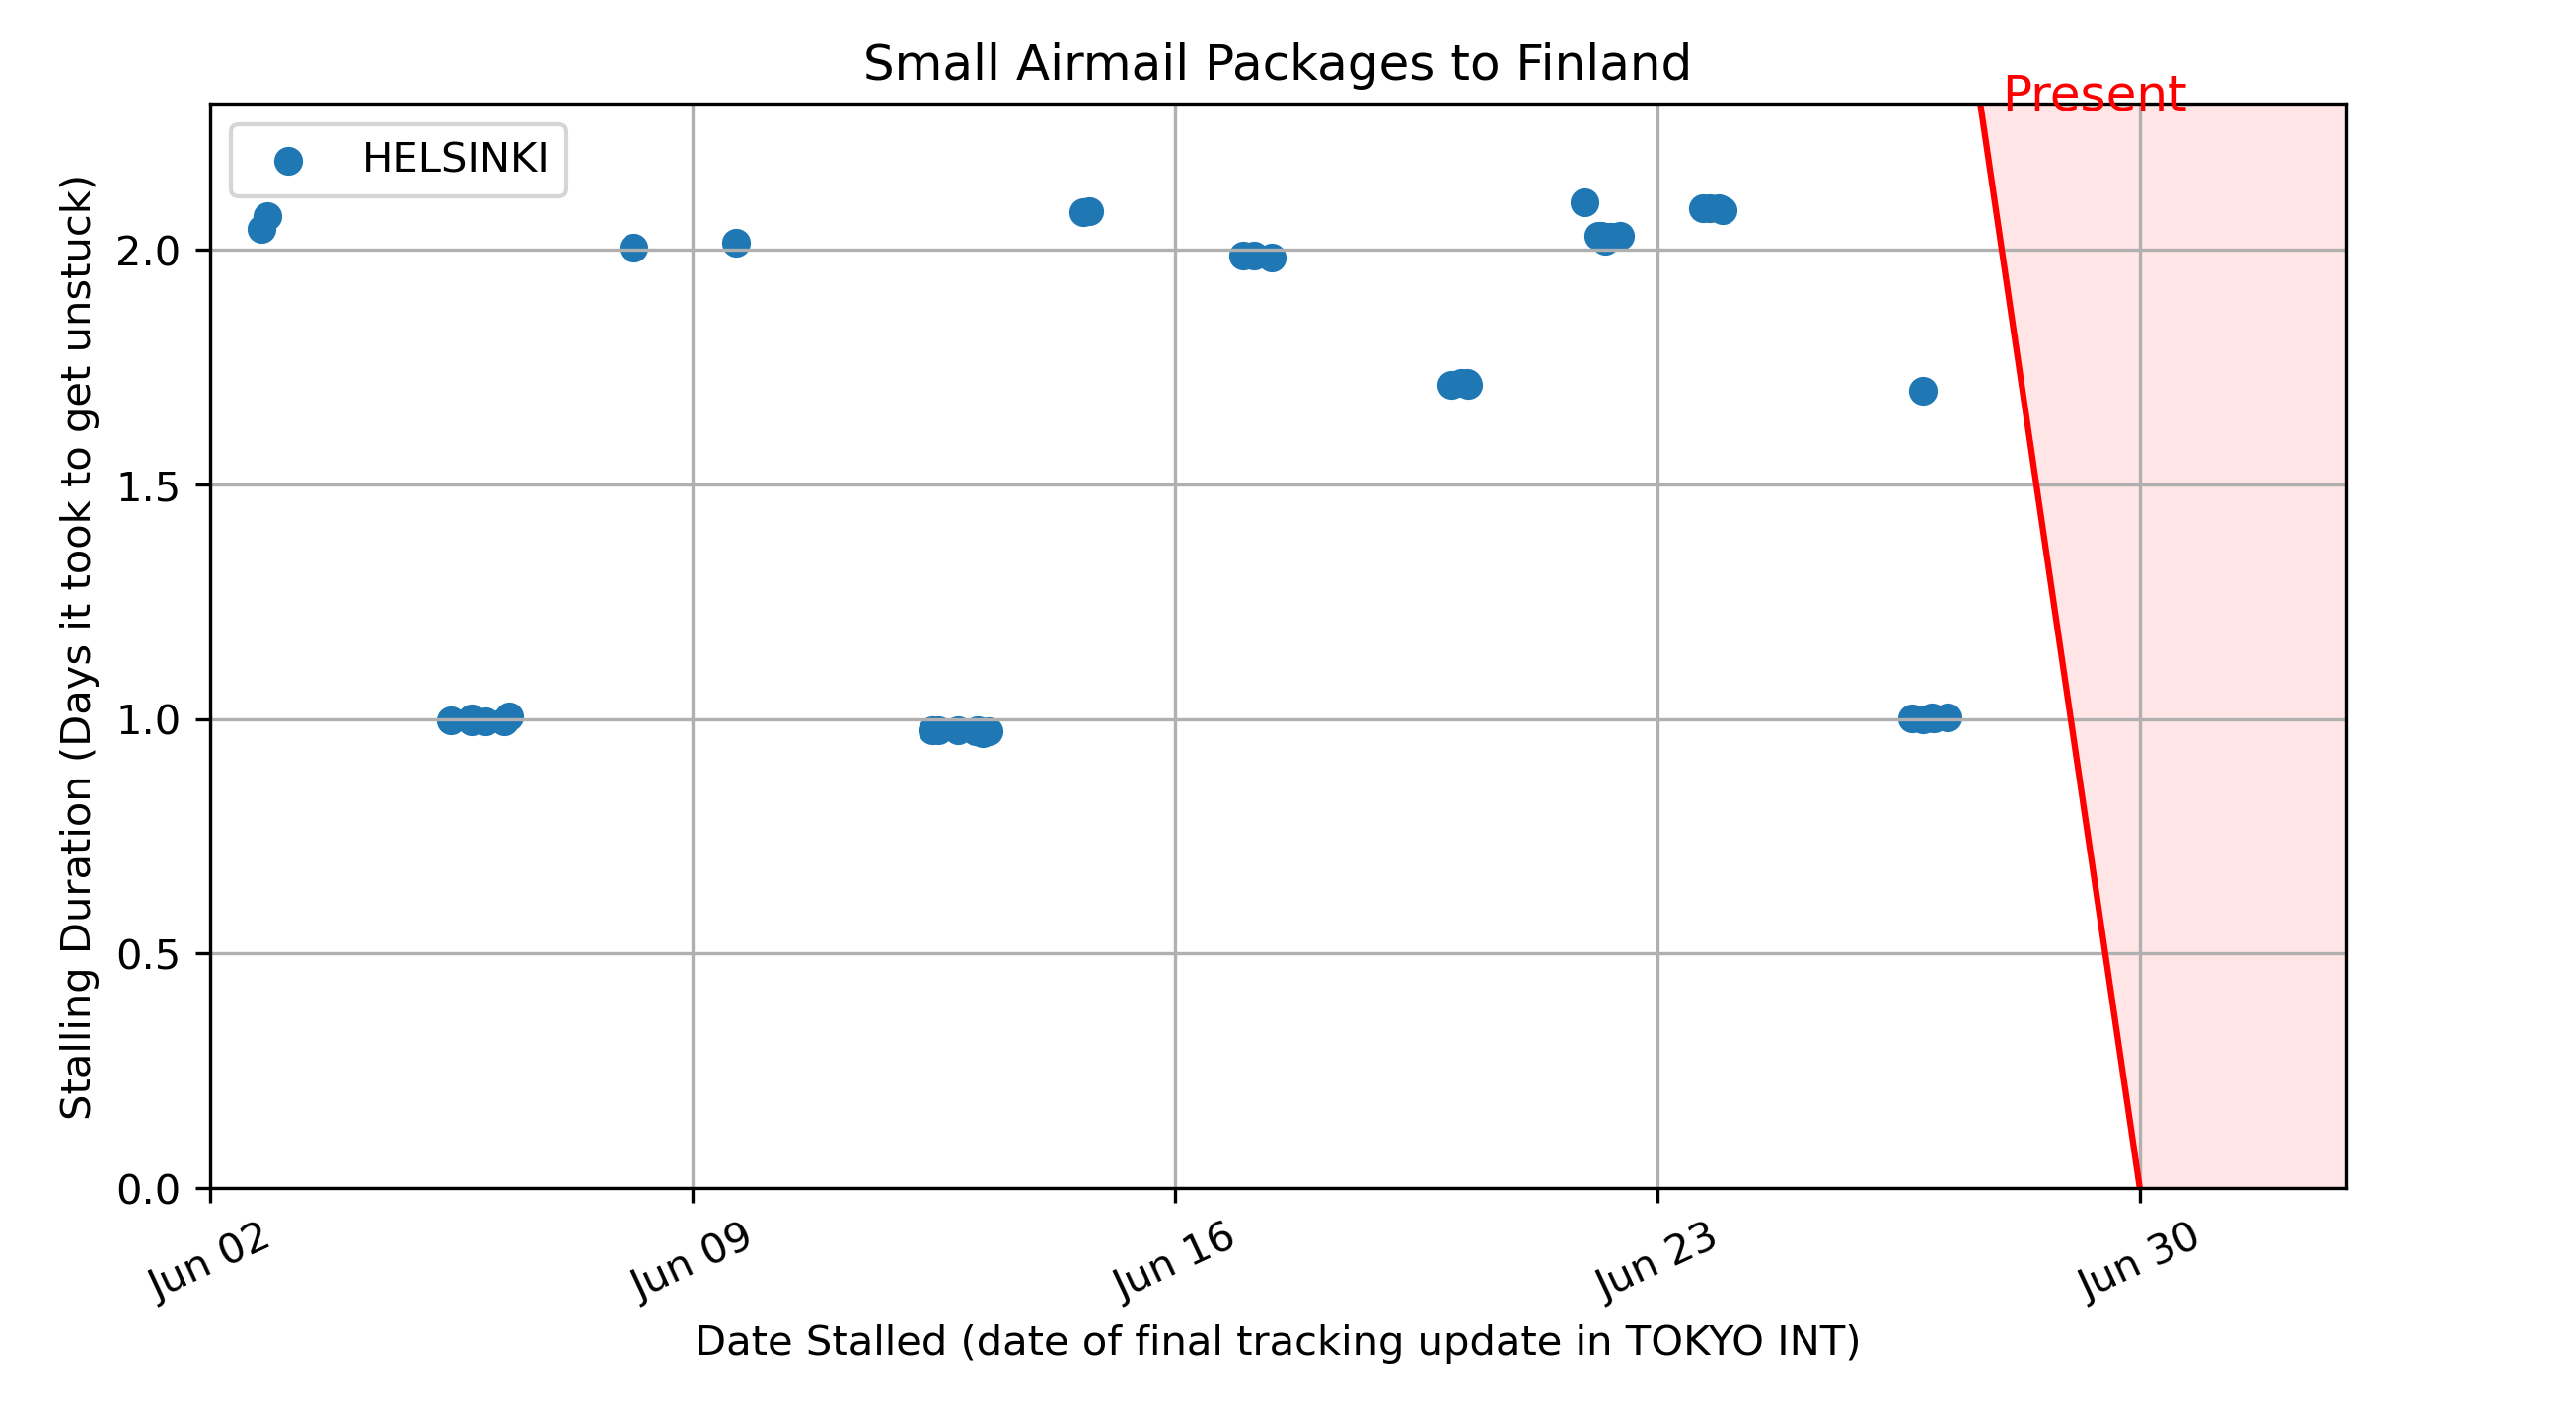 Small Airmail Packages to Finland
Present
HELSINKI
Stalling Duration (Days it took to get unstuck)
2.0
1.5
1.0
0.5
0.0
Jun 02
Jun 09
Jun 16
Jun 23
Jun 30
Date Stalled (date of final tracking update in TOKYO INT)